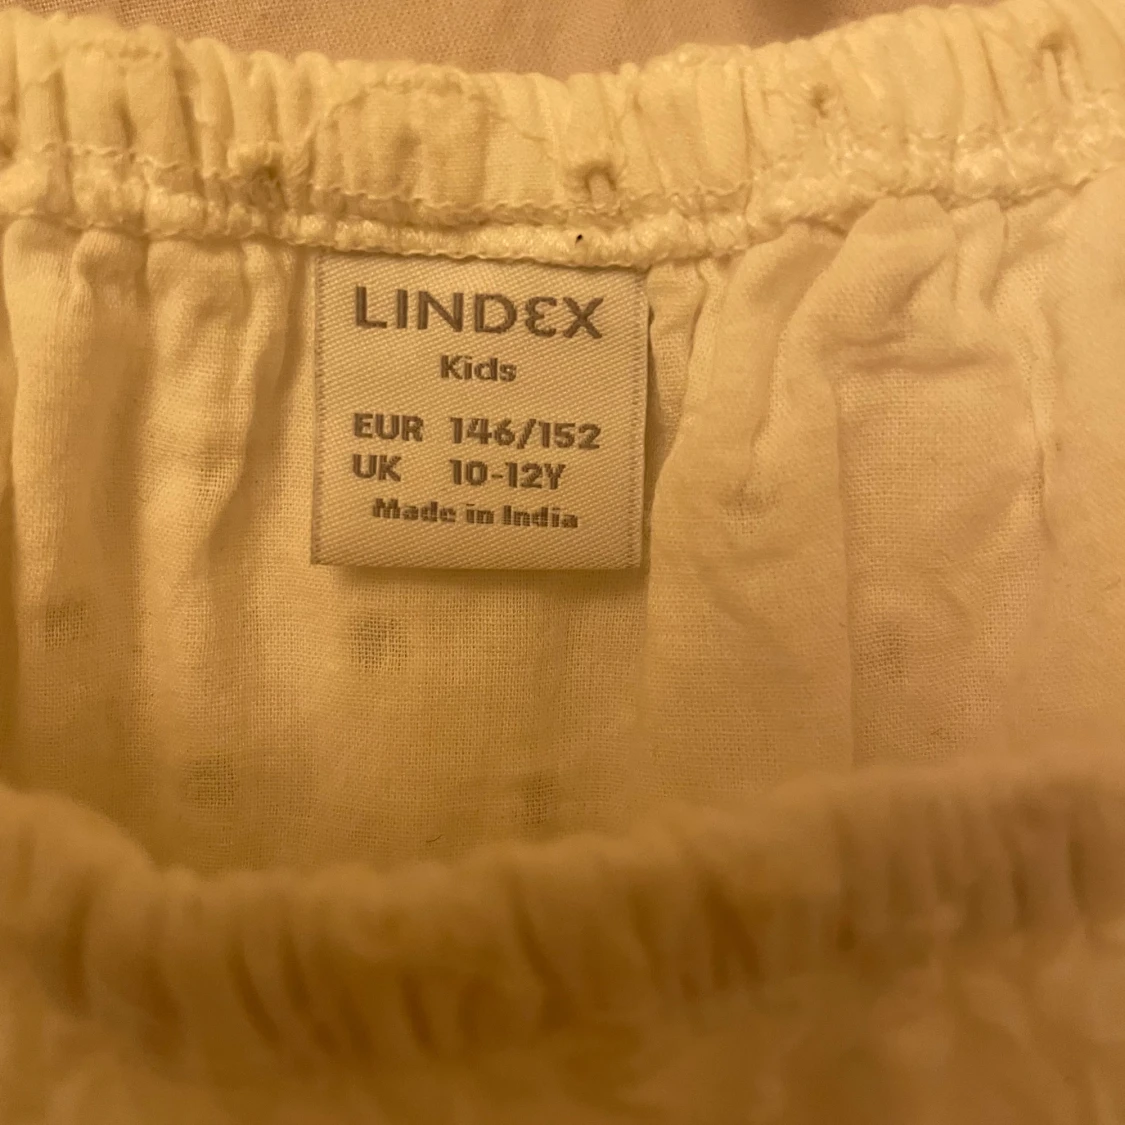 LINDEX
Kids
EUR 146/152
UK 10-12Y
Made in India